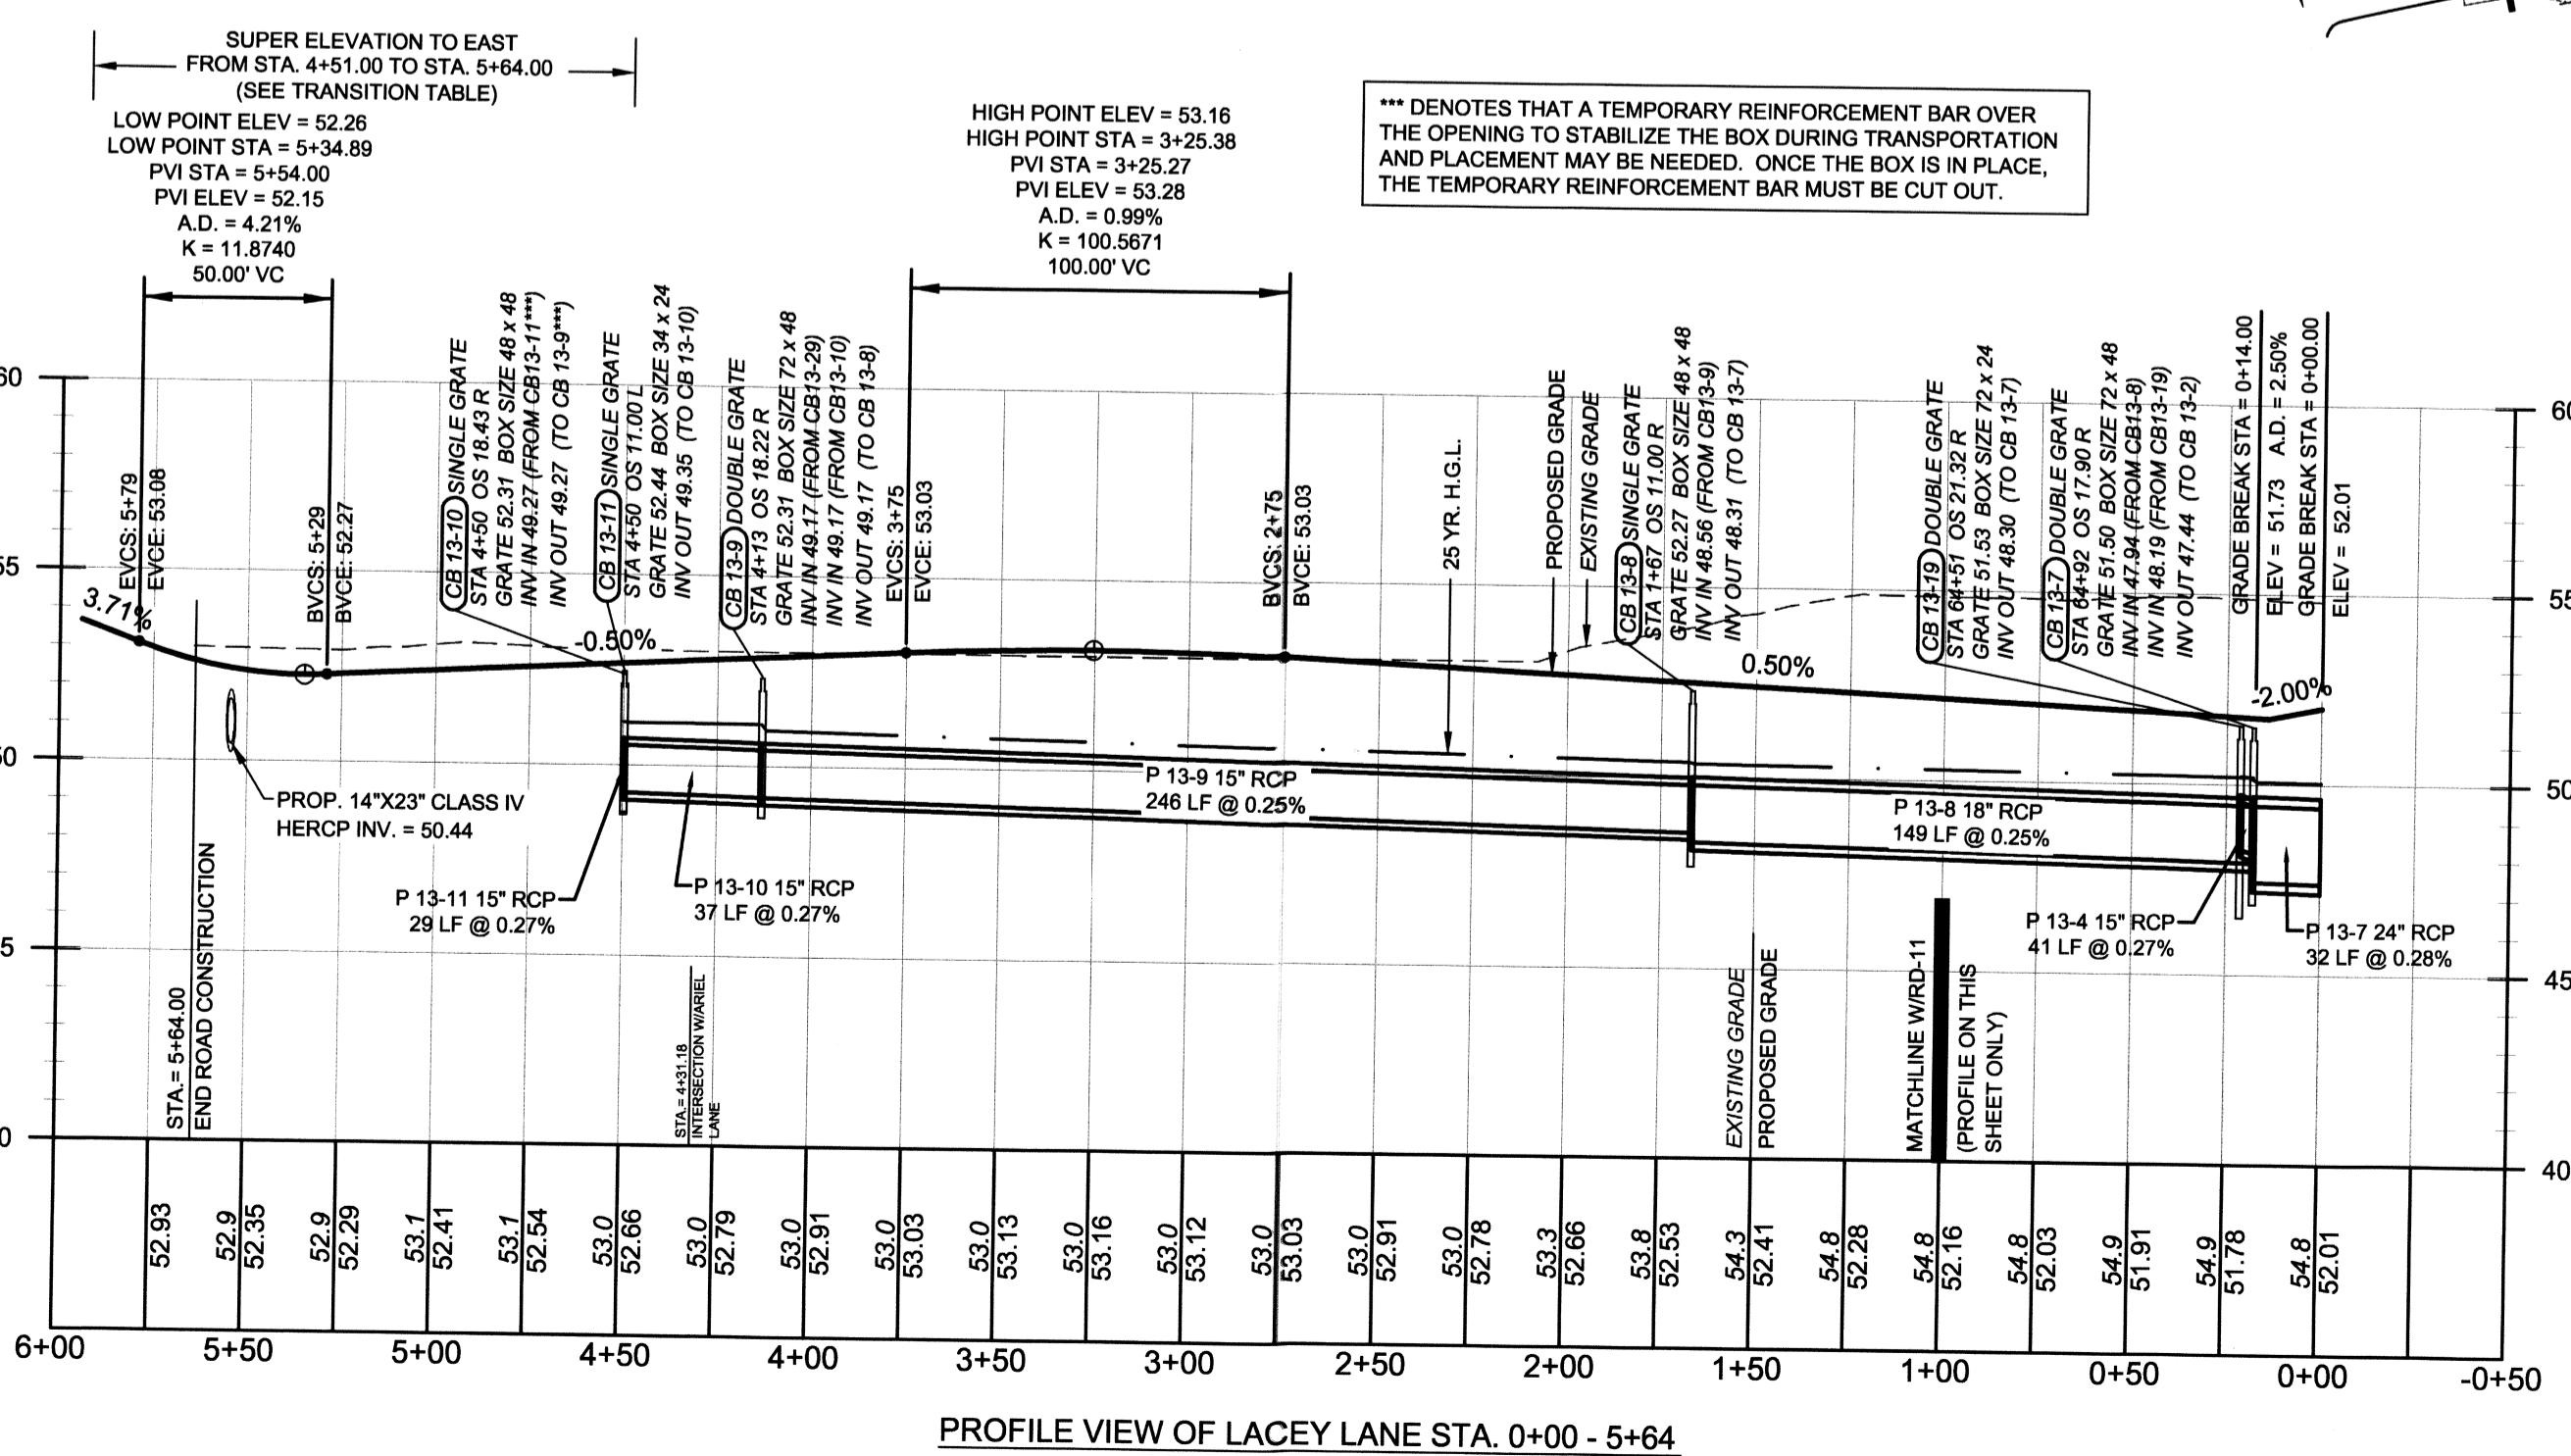 SUPER ELEVATION TO EAST
FROM STA. 4+51.00 TO STA. 5+64.00
(SEE TRANSITION TABLE)
LOW POINT ELEV = 52.26
LOW POINT STA = 5+34.89
PVI STA = 5+54.00
PVI ELEV = 52.15
A.D. = 4.21%
K = 11.8740
50.00' VC
HIGH POINT ELEV = 53.16
HIGH POINT STA = 3+25.38
PVI STA = 3+25.27
PVI ELEV = 53.28
A.D. = 0.99%
K = 100.5671
100.00' VC
*** DENOTES THAT A TEMPORARY REINFORCEMENT BAR OVER
THE OPENING TO STABILIZE THE BOX DURING TRANSPORTATION
AND PLACEMENT MAY BE NEEDED. ONCE THE BOX IS IN PLACE,
THE TEMPORARY REINFORCEMENT BAR MUST BE CUT OUT.
EVCS: 5+79
EVCE: 53.08
BVCS: 5+29
BVCE: 52.27
CB 13-10 SINGLE GRATE
STA 4+50 OS 18.43 R
GRATE 52.31 BOX SIZE 48 x 48
INV IN 49.27 (FROM CB13-11***)
INV OUT 49.27 (TO CB 13-9***)
CB 13-11 SINGLE GRATE
STA 4+50 OS 11.00 L
GRATE 52.44 BOX SIZE 34 x 24
INV OUT 49.35 (TO CB 13-10)
CB 13-9 DOUBLE GRATE
STA 4+13 OS 18.22 R
GRATE 52.31 BOX SIZE 72 x 48
INV IN 49.17 (FROM CB13-29)
INV IN 49.17 (FROM CB13-10)
INV OUT 49.17 (TO CB 13-8)
EVCS: 3+75
EVCE: 53.03
BVCS: 2+75
BVCE: 53.03
25 YR. H.G.L.
PROPOSED GRADE
EXISTING GRADE
CB 13-8 SINGLE GRATE
STA 1+67 OS 11.00 R
GRATE 52.27 BOX SIZE 48 x 48
INV IN 48.56 (FROM CB13-9)
INV OUT 48.31 (TO CB 13-7)
CB 13-19 DOUBLE GRATE
STA 64+51 OS 21.32 R
GRATE 51.53 BOX SIZE 72 x 24
INV OUT 48.30 (TO CB 13-7)
CB 13-7 DOUBLE GRATE
STA 64+92 OS 17.90 R
GRATE 51.50 BOX SIZE 72 x 48
INV IN 47.94 (FROM CB13-8)
INV IN 48.19 (FROM CB13-19)
INV OUT 47.44 (TO CB 13-2)
GRADE BREAK STA = 0+14.00
ELEV = 51.73 A.D. = 2.50%
GRADE BREAK STA = 0+00.00
ELEV = 52.01
60
55
50
5
0
60
55
50
45
40
3.71%
-0.50%
0.50%
-2.00%
PROP. 14"X23" CLASS IV
HERCP INV. = 50.44
P 13-11 15" RCP
29 LF @ 0.27%
P 13-10 15" RCP
37 LF @ 0.27%
P 13-9 15" RCP
246 LF @ 0.25%
P 13-8 18" RCP
149 LF @ 0.25%
P 13-4 15" RCP
41 LF @ 0.27%
P 13-7 24" RCP
32 LF @ 0.28%
STA.= 5+64.00
END ROAD CONSTRUCTION
STA.= 4+31.18
INTERSECTION W/ARIEL
LANE
EXISTING GRADE
PROPOSED GRADE
MATCHLINE W/RD-11
(PROFILE ON THIS
SHEET ONLY)
52.93
52.9
52.35
52.9
52.29
53.1
52.41
53.1
52.54
53.0
52.66
53.0
52.79
53.0
52.91
53.0
53.03
53.0
53.13
53.0
53.16
53.0
53.12
53.0
53.03
53.0
52.91
53.0
52.78
53.3
52.66
53.8
52.53
54.3
52.41
54.8
52.28
54.8
52.16
54.8
52.03
54.9
51.91
54.9
51.78
54.8
52.01
6+00 5+50 5+00 4+50 4+00 3+50 3+00 2+50 2+00 1+50 1+00 0+50 0+00 -0+50
PROFILE VIEW OF LACEY LANE STA. 0+00 - 5+64